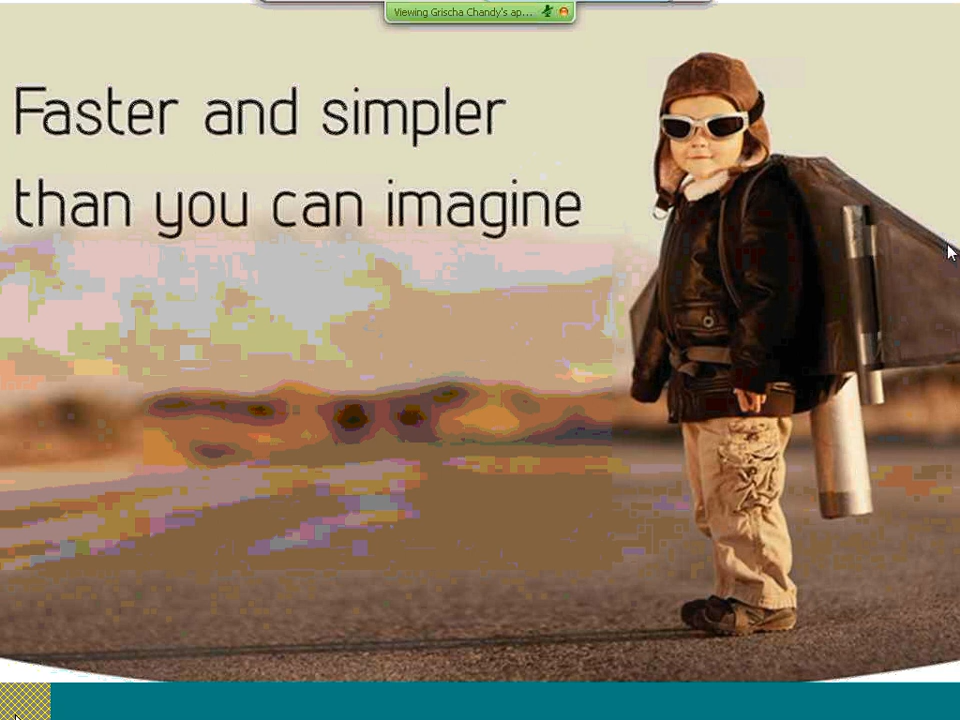 Viewing Grischa Chandy's ap...
Faster and simpler
than you can imagine